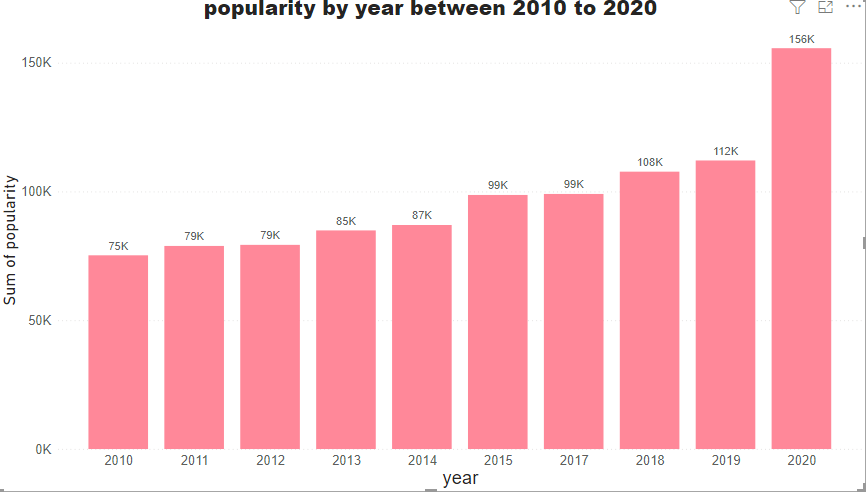 popularity by year between 2010 to 2020
156K
150K
112K
108K
99K
99K
100K
87K
85K
79K
79K
75K
Sum of popularity
50K
0K
2010 2011 2012 2013 2014 2015 2017 2018 2019 2020
year